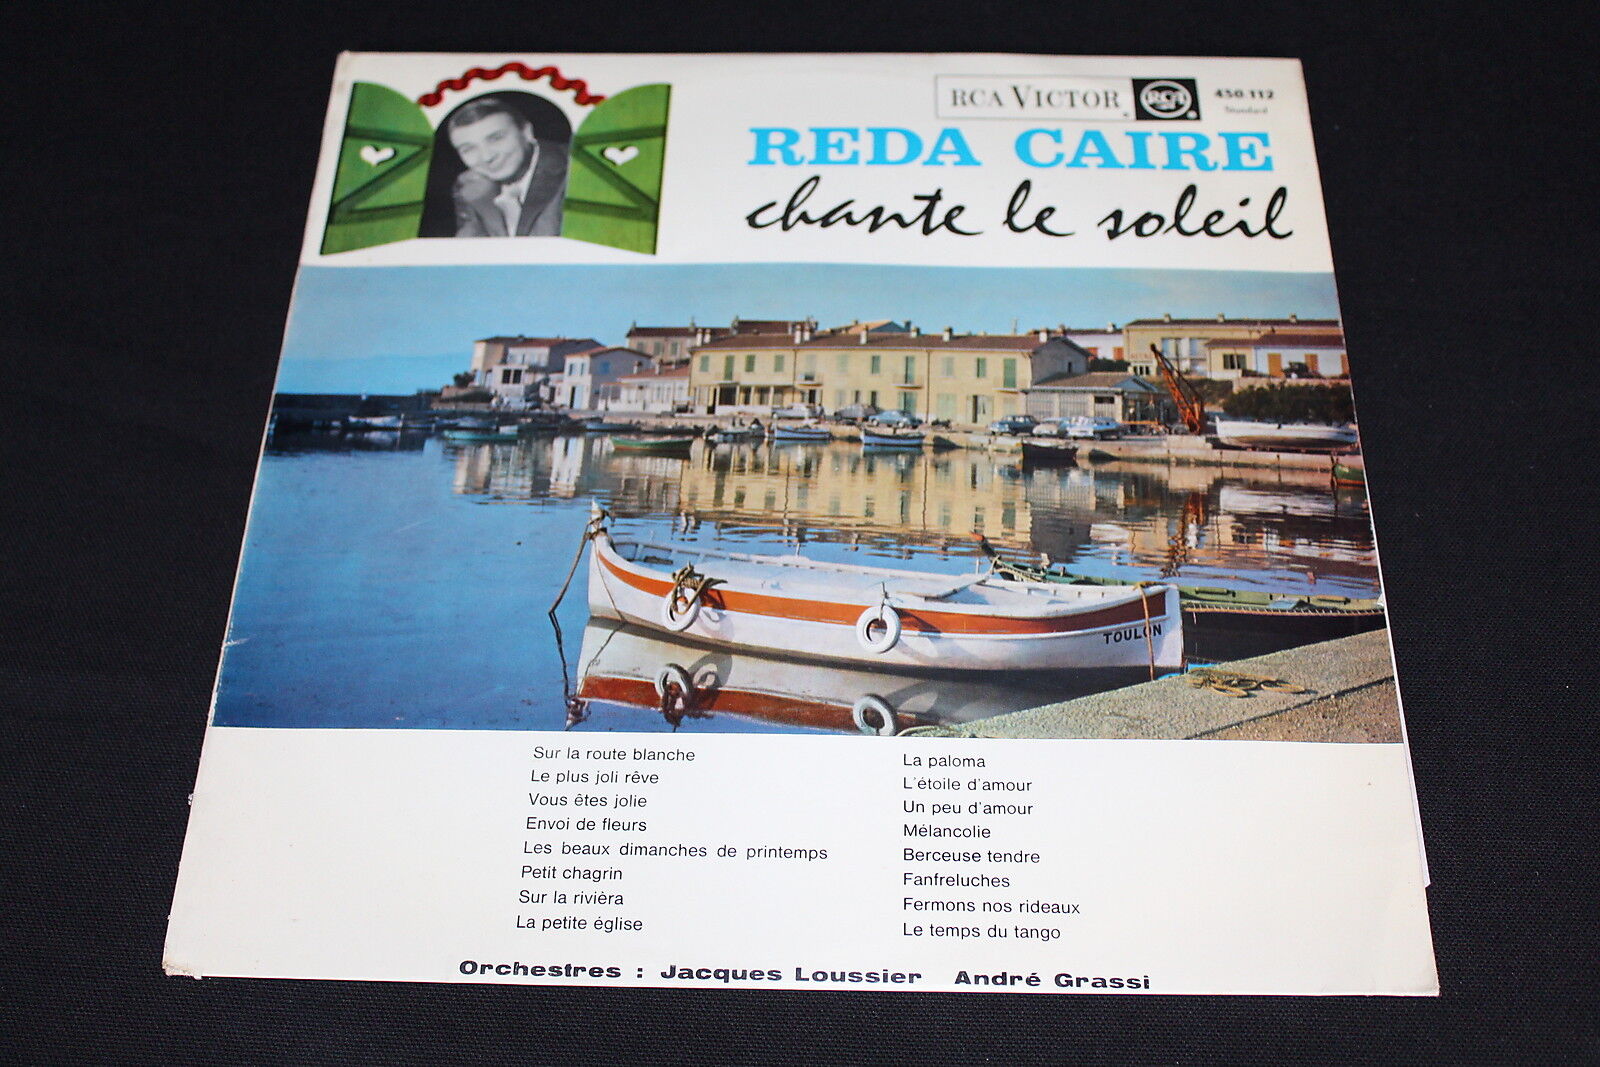 RCA VICTOR RCA 450.112
Standard
REDA CAIRE
chante le soleil
TOULON
Sur la route blanche
Le plus joli rêve
Vous êtes jolie
Envoi de fleurs
Les beaux dimanches de printemps
Petit chagrin
Sur la rivièra
La petite église
La paloma
L'étoile d'amour
Un peu d'amour
Mélancolie
Berceuse tendre
Fanfreluches
Fermons nos rideaux
Le temps du tango
Orchestres : Jacques Loussier André Grassi